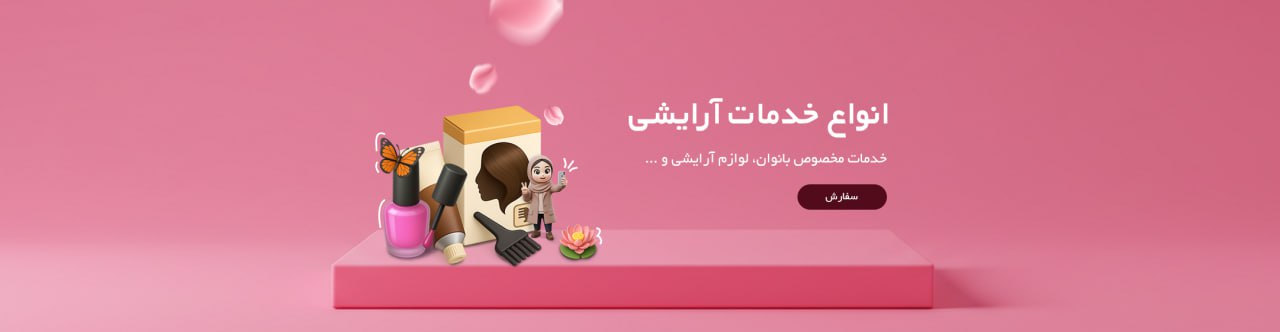 انواع خدمات آرایشی
خدمات مخصوص بانوان، لوازم آرایشی و ...
سفارش